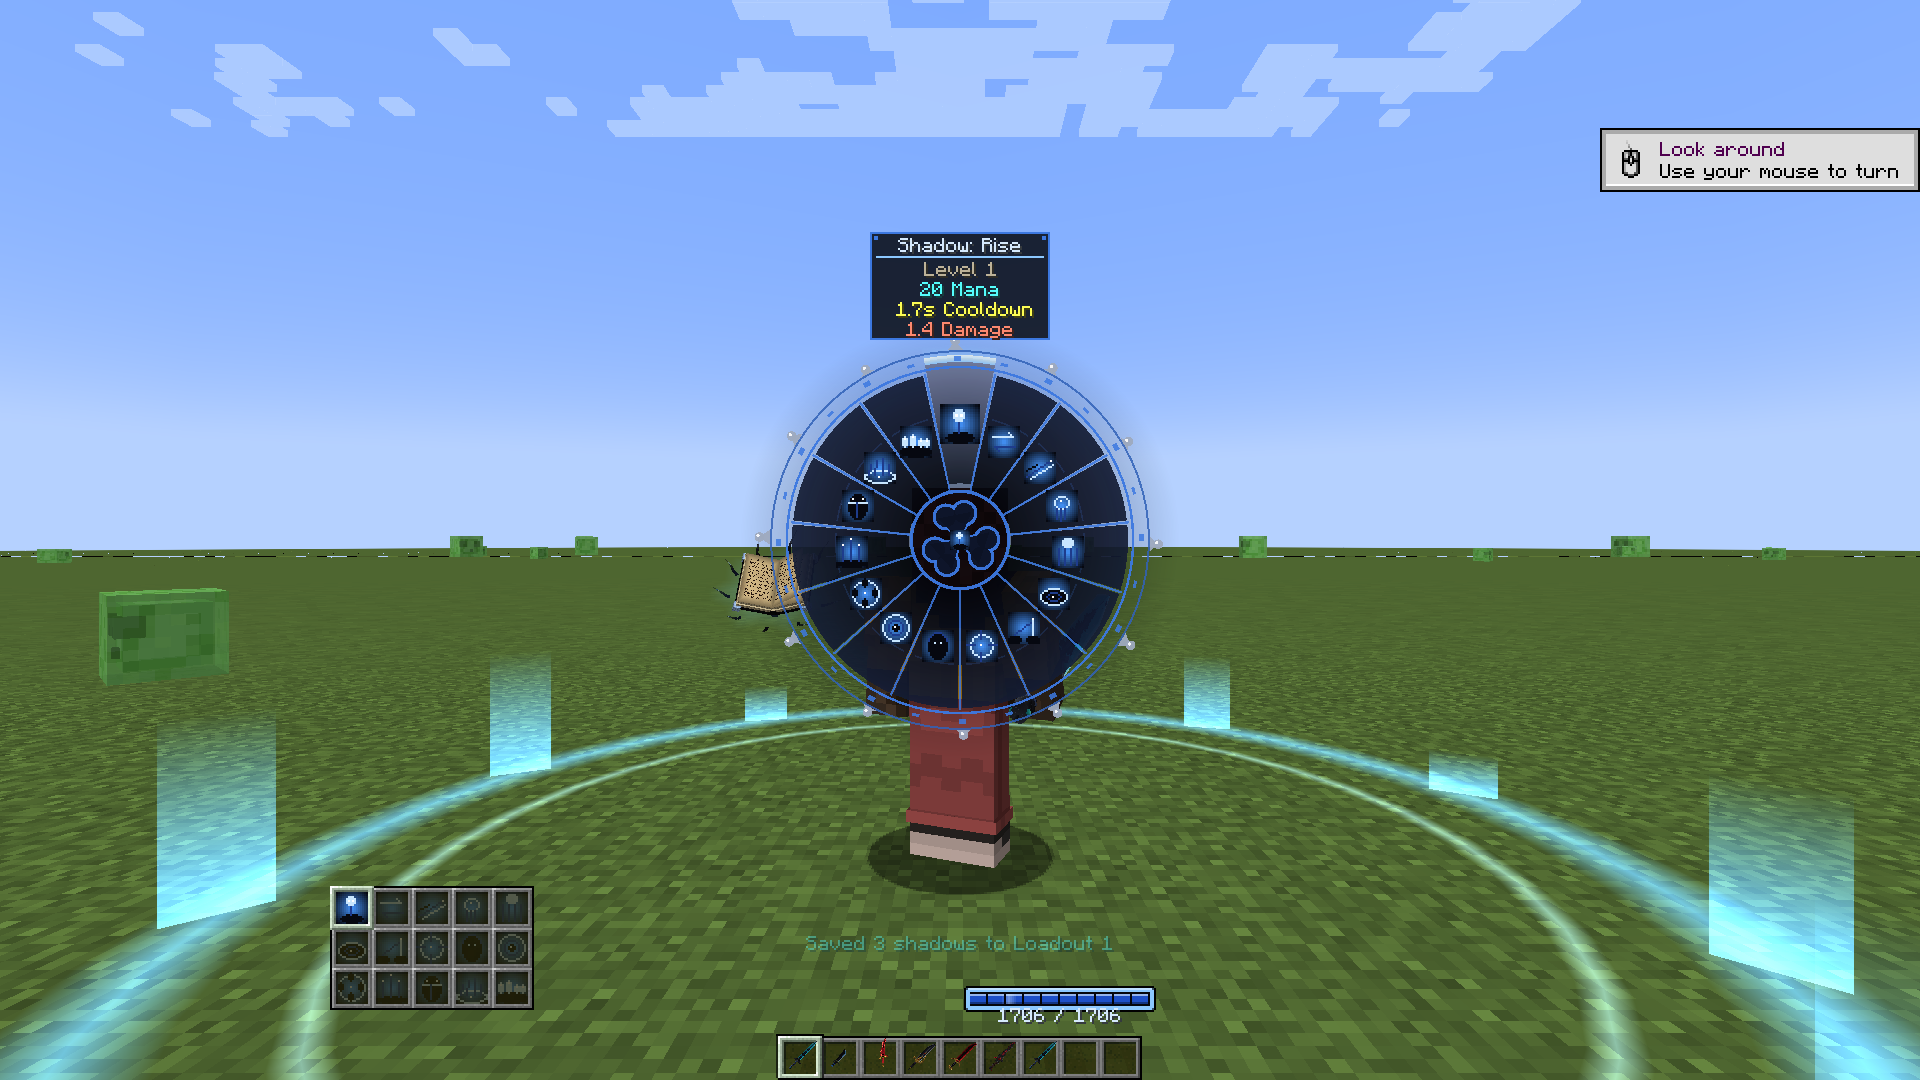 Look around
Use your mouse to turn
Shadow: Rise
Level 1
20 Mana
1.7s Cooldown
1.4 Damage
Saved 3 shadows to Loadout 1
1706 / 1706